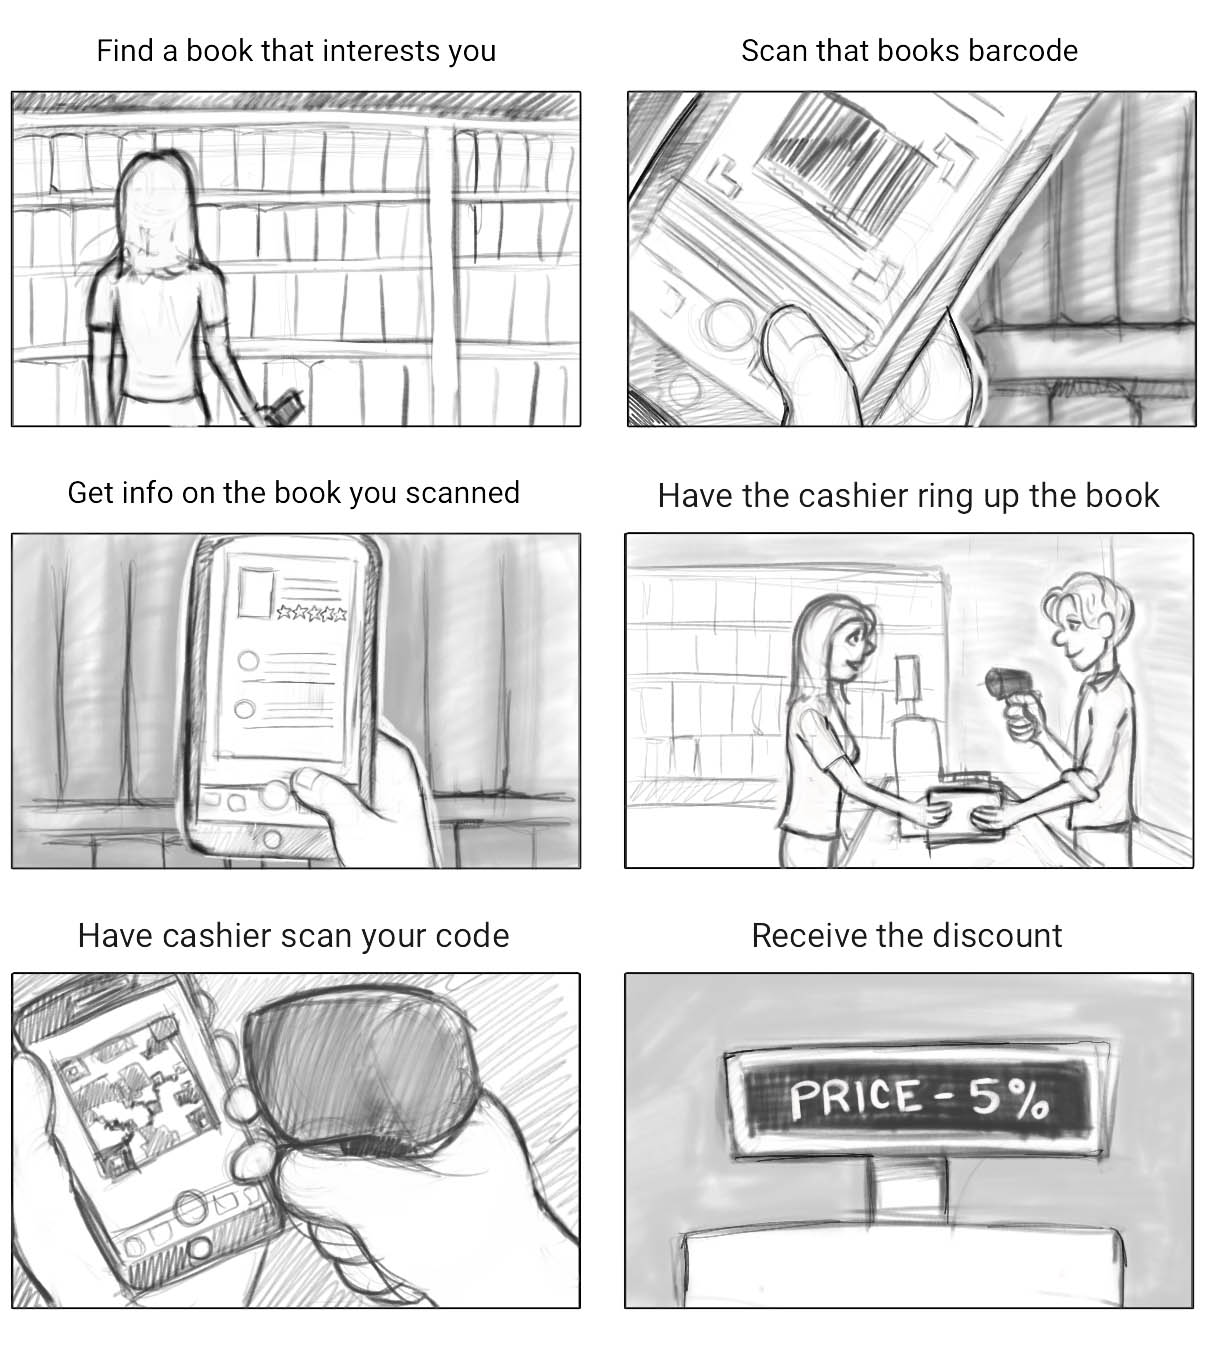 Find a book that interests you
Scan that books barcode
Get info on the book you scanned
Have the cashier ring up the book
Have cashier scan your code
Receive the discount
PRICE - 5%